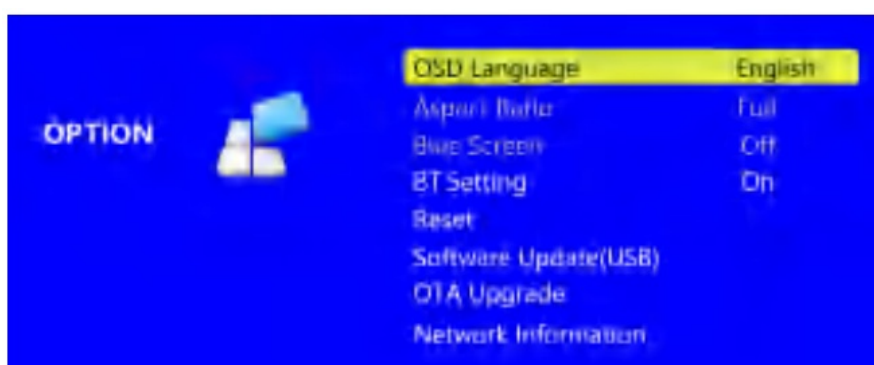 OPTION
OSD Language English
Aspect Ratio Full
Blue Screen Off
BT Setting On
Reset
Software Update(USB)
OTA Upgrade
Network Information